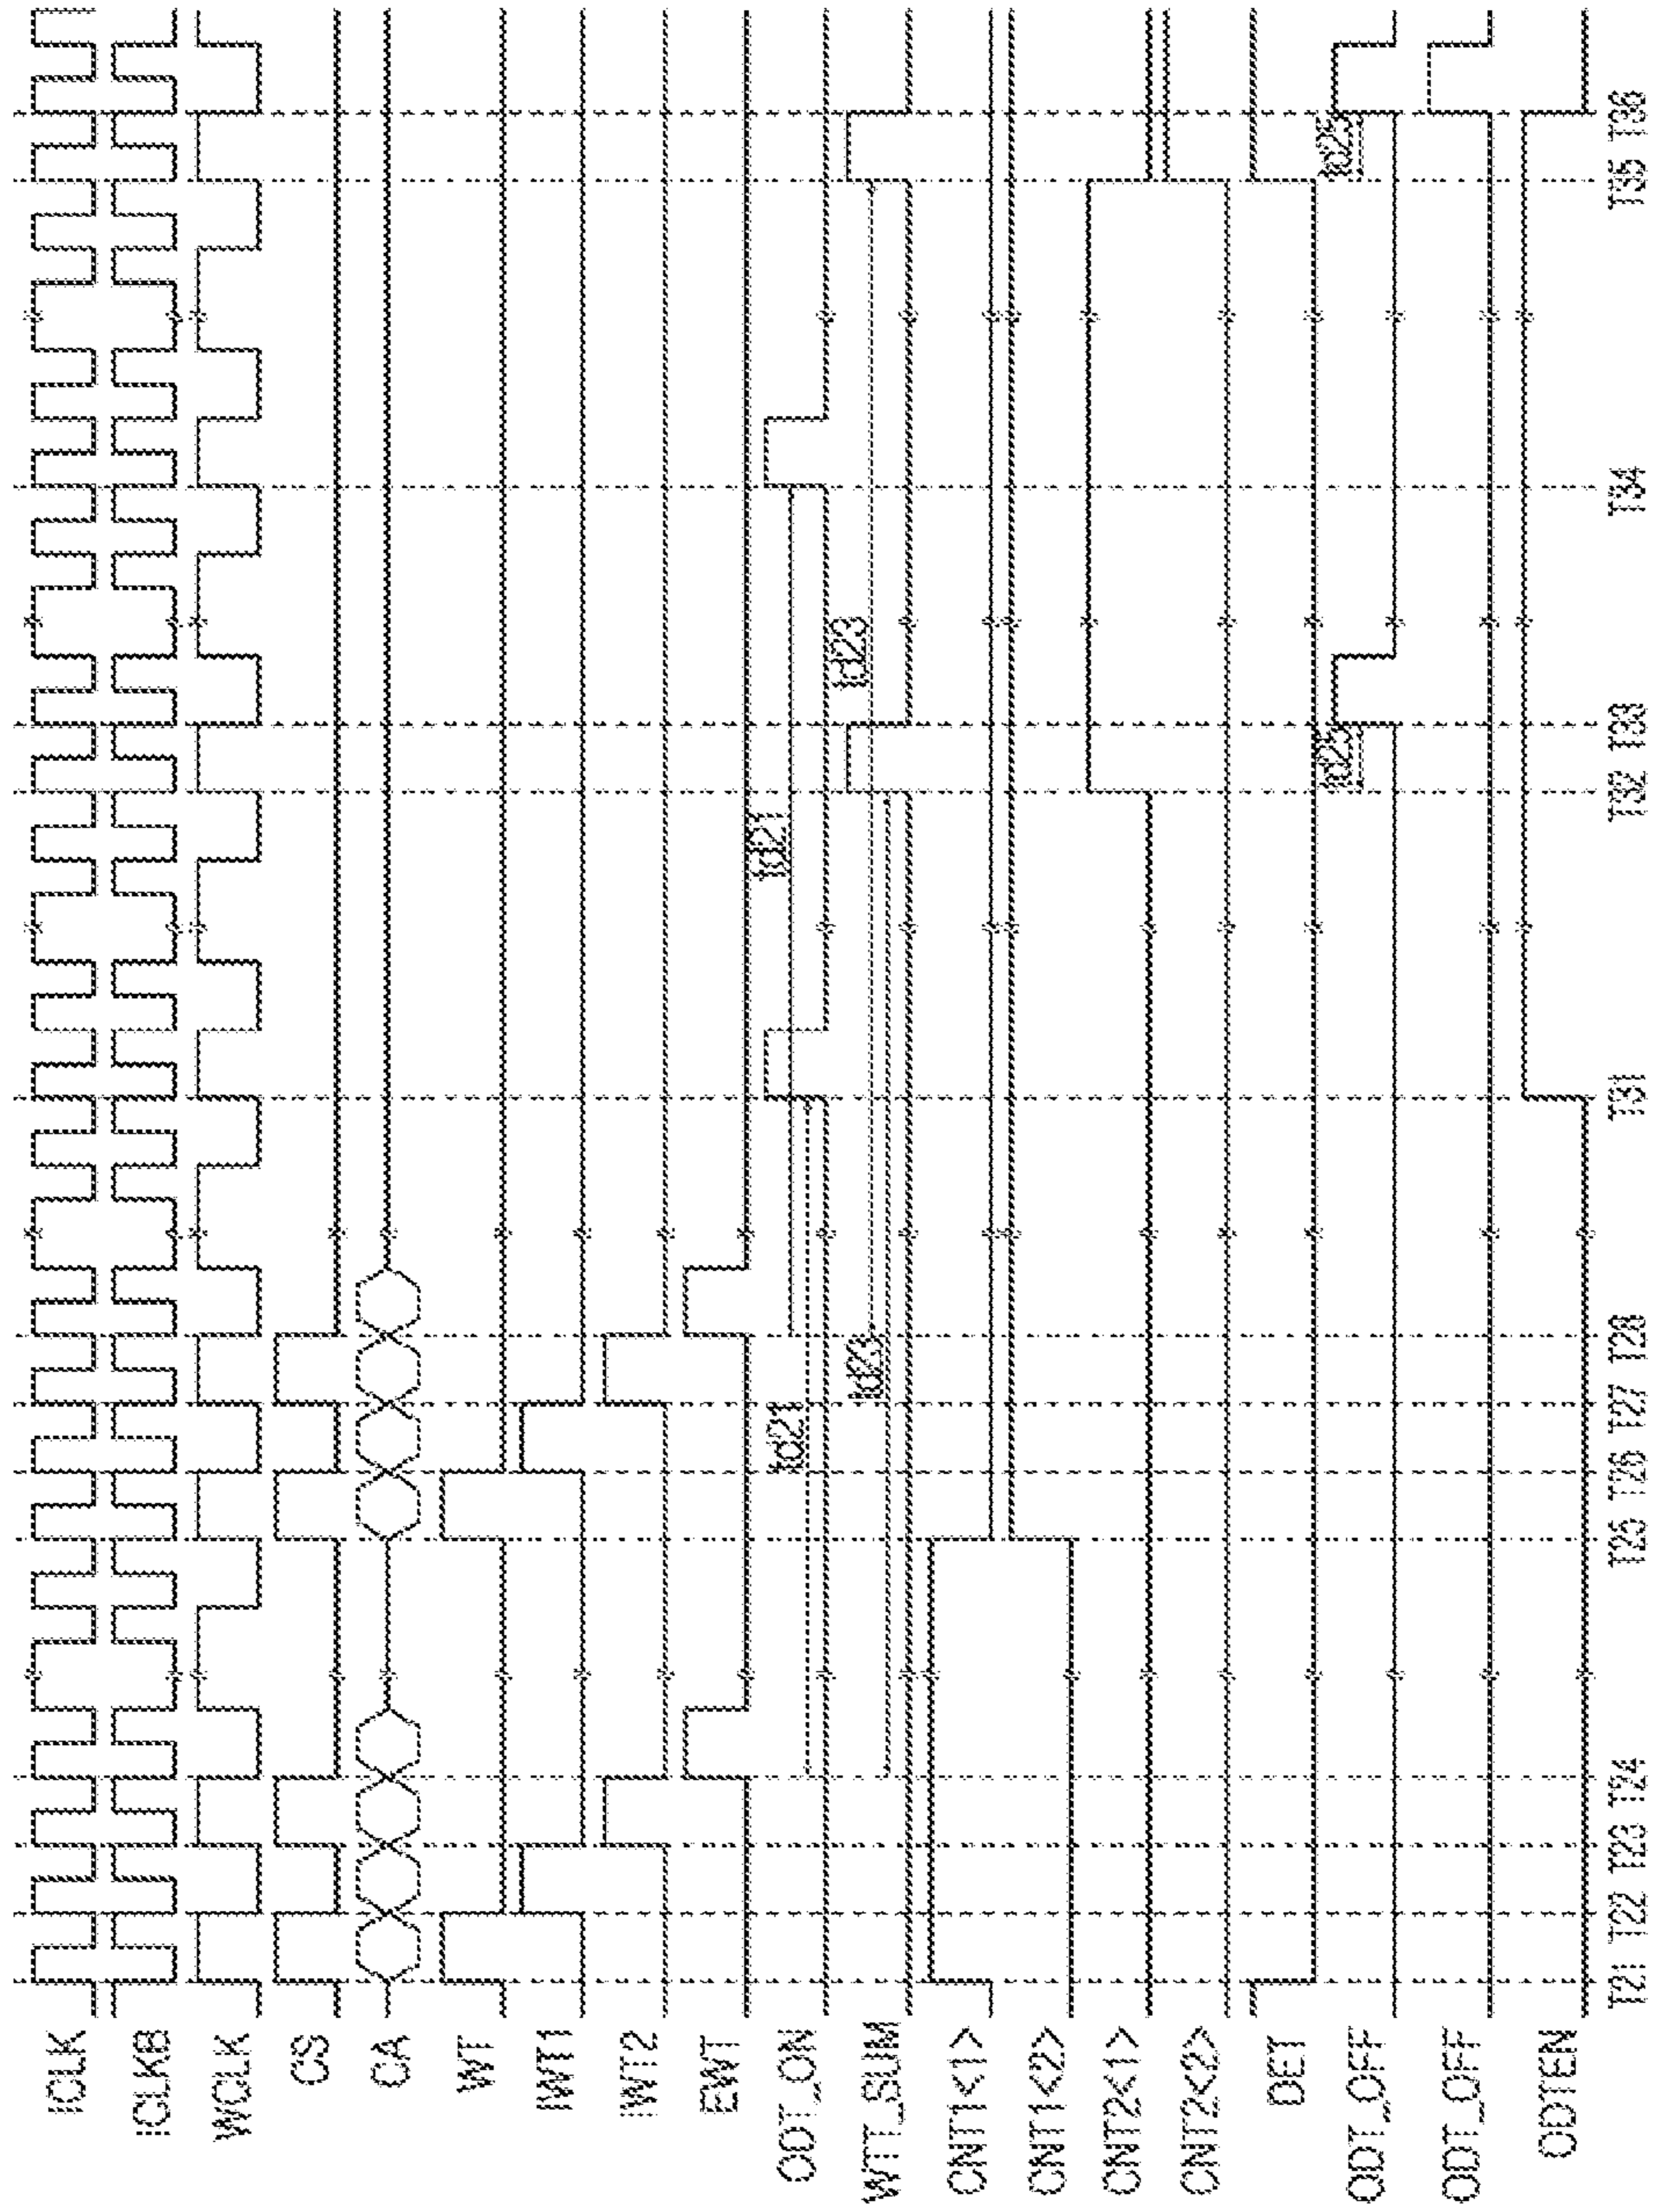 ICLK
ICLKB
WCLK
CS
CA
WT
IWT1
IWT2
EWT
ODT_ON
td21
td21
WTT_SUM
td23
td23
CNT1<1>
CNT1<2>
CNT2<1>
CNT2<2>
DET
ODT_OFF
td25
td25
ODT_OFF
ODTEN
T21 T22 T23 T24 T25 T26 T27 T28 T31 T32 T33 T34 T35 T36